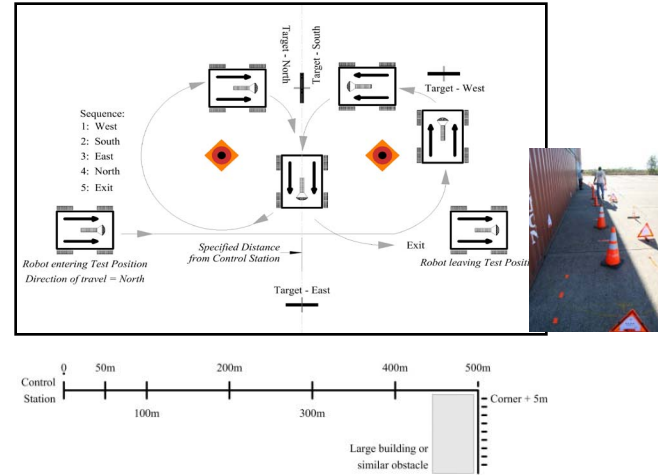 Target - North
Target - South
Target - West
Sequence:
1: West
2: South
3: East
4: North
5: Exit
Specified Distance
from Control Station
Exit
Robot entering Test Position
Direction of travel = North
Robot leaving Test Positi
Target - East
0
50m
200m
400m
500m
Control
Station
100m
300m
Corner + 5m
Large building or
similar obstacle